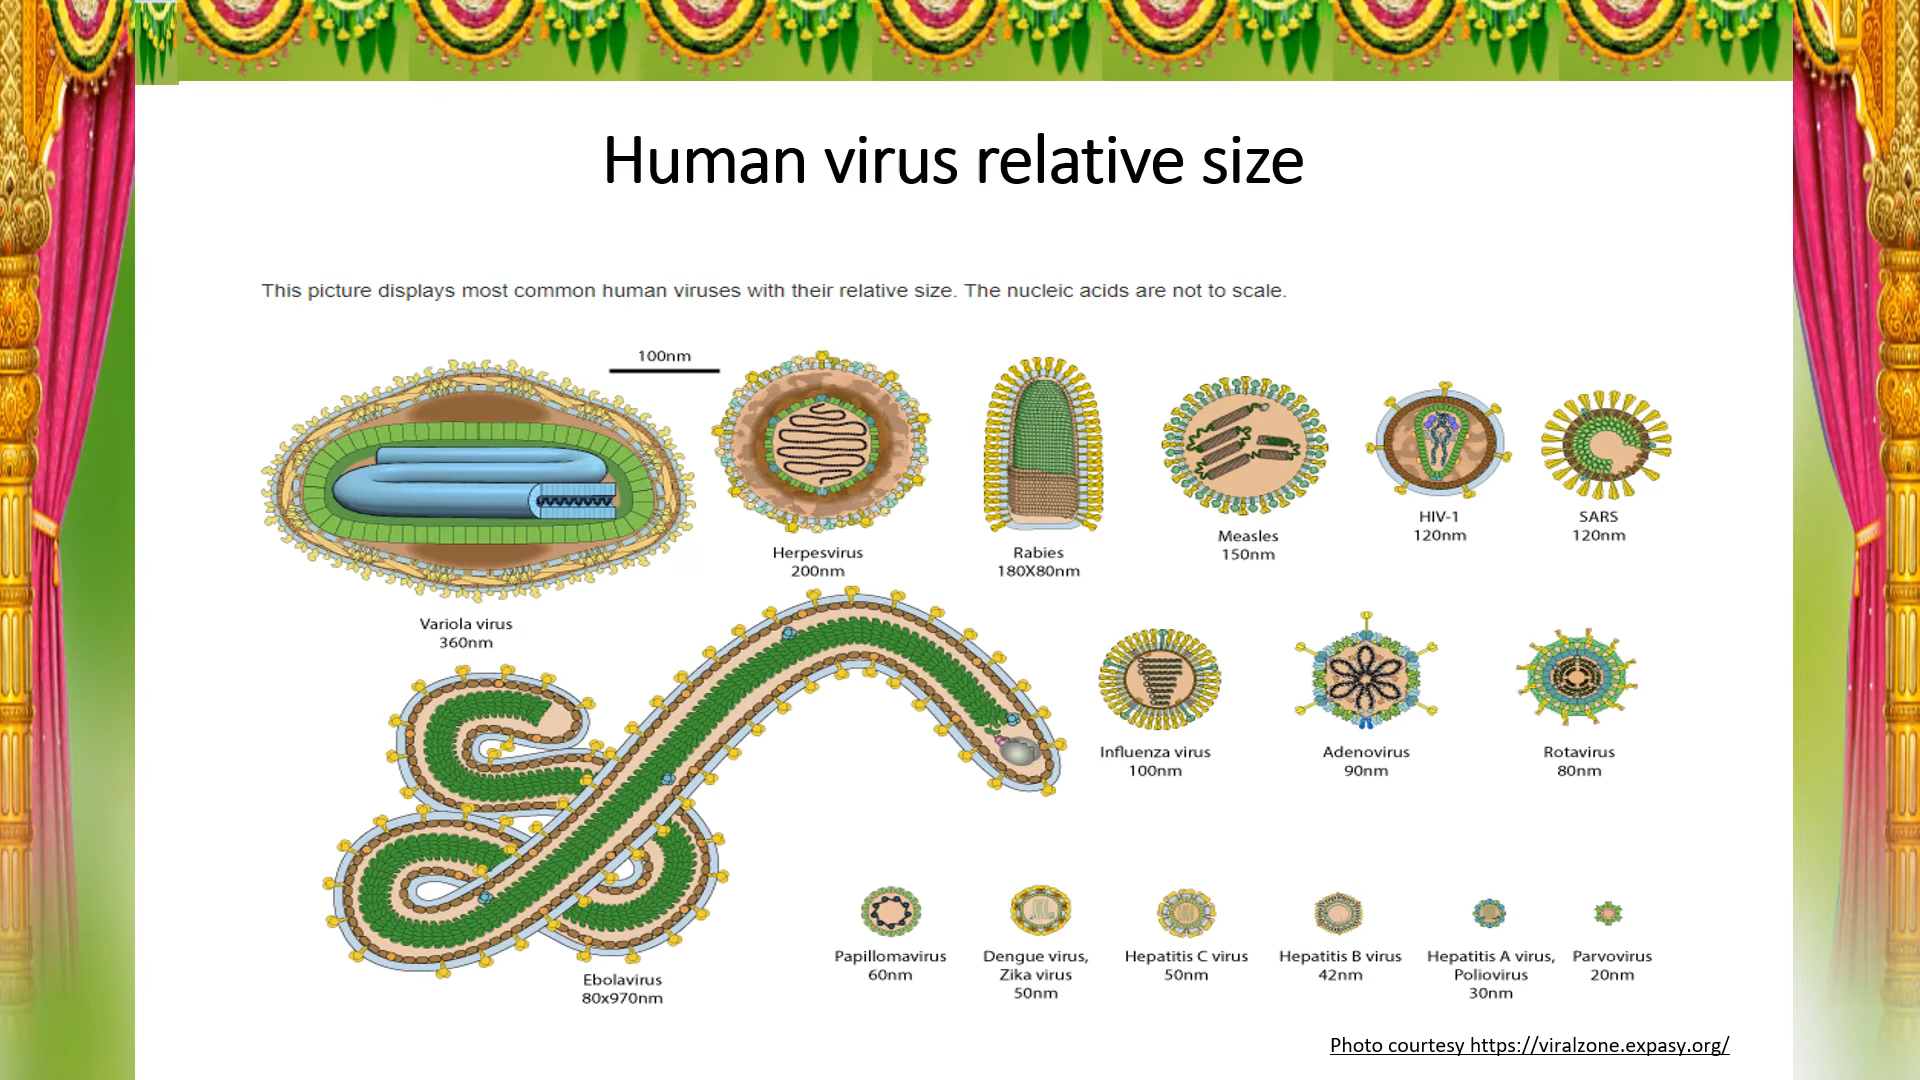 Human virus relative size
This picture displays most common human viruses with their relative size. The nucleic acids are not to scale.
100nm
Variola virus
360nm
Herpesvirus
200nm
Rabies
180X80nm
Measles
150nm
HIV-1
120nm
SARS
120nm
Ebolavirus
80x970nm
Influenza virus
100nm
Adenovirus
90nm
Rotavirus
80nm
Papillomavirus
60nm
Dengue virus,
Zika virus
50nm
Hepatitis C virus
50nm
Hepatitis B virus
42nm
Hepatitis A virus,
Poliovirus
30nm
Parvovirus
20nm
Photo courtesy https://viralzone.expasy.org/